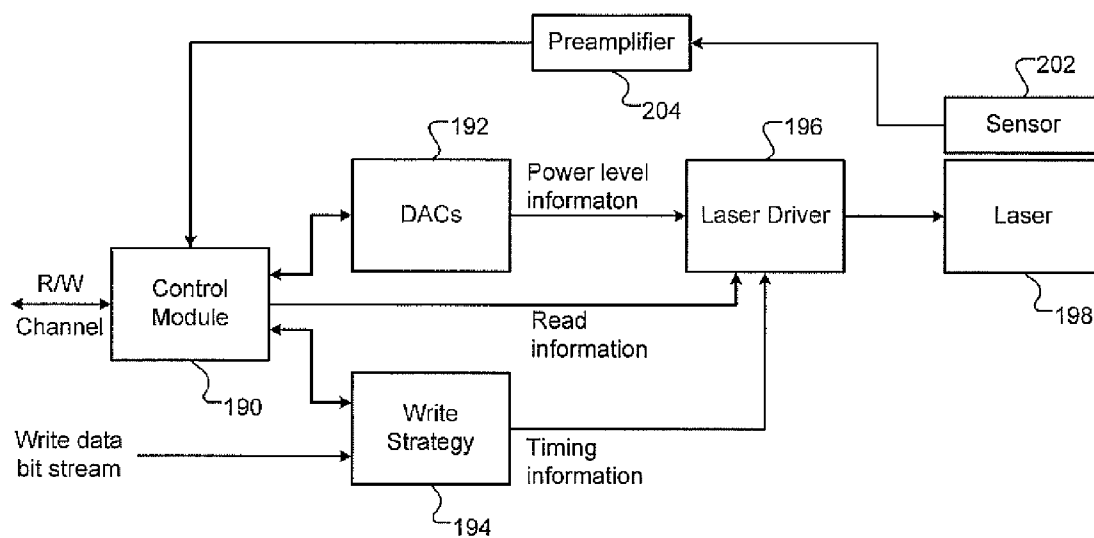 Preamplifier
204
202
Sensor
192
DACs
Power level
informaton
196
Laser Driver
Laser
198
R/W
Channel
Control
Module
190
Read
information
Write data
bit stream
Write
Strategy
194
Timing
information